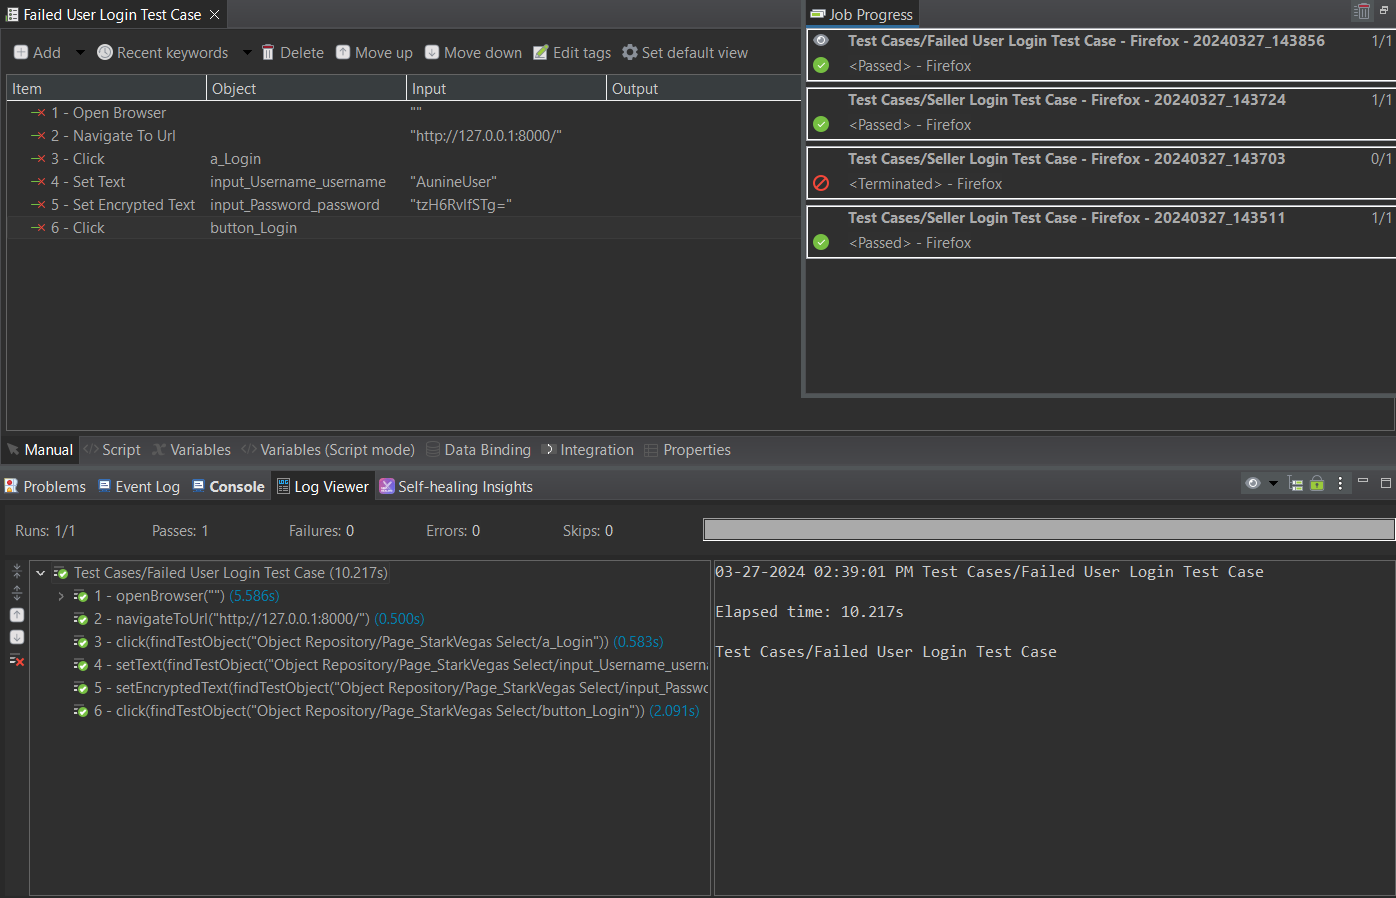 Failed User Login Test Case
Add Recent keywords Delete Move up Move down Edit tags Set default view
Item Object Input Output
1 - Open Browser ""
2 - Navigate To Url "http://127.0.0.1:8000/"
3 - Click a_Login
4 - Set Text input_Username_username "AunineUser"
5 - Set Encrypted Text input_Password_password "tzH6RvlfSTg="
6 - Click button_Login
Job Progress
Test Cases/Failed User Login Test Case - Firefox - 20240327_143856 1/1
<Passed> - Firefox
Test Cases/Seller Login Test Case - Firefox - 20240327_143724 1/1
<Passed> - Firefox
Test Cases/Seller Login Test Case - Firefox - 20240327_143703 0/1
<Terminated> - Firefox
Test Cases/Seller Login Test Case - Firefox - 20240327_143511 1/1
<Passed> - Firefox
Manual Script Variables Variables (Script mode) Data Binding Integration Properties
Problems Event Log Console Log Viewer Self-healing Insights
Runs: 1/1 Passes: 1 Failures: 0 Errors: 0 Skips: 0
Test Cases/Failed User Login Test Case (10.217s)
1 - openBrowser("") (5.586s)
2 - navigateToUrl("http://127.0.0.1:8000/") (0.500s)
3 - click(findTestObject("Object Repository/Page_StarkVegas Select/a_Login")) (0.583s)
4 - setText(findTestObject("Object Repository/Page_StarkVegas Select/input_Username_usern
5 - setEncryptedText(findTestObject("Object Repository/Page_StarkVegas Select/input_Passwo
6 - click(findTestObject("Object Repository/Page_StarkVegas Select/button_Login")) (2.091s)
03-27-2024 02:39:01 PM Test Cases/Failed User Login Test Case
Elapsed time: 10.217s
Test Cases/Failed User Login Test Case